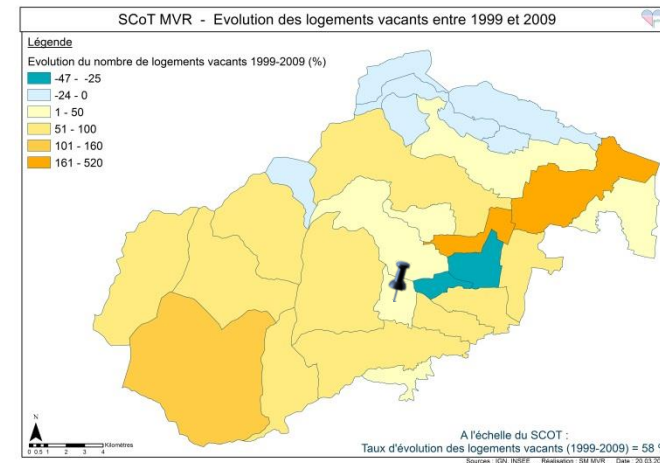 SCoT MVR - Evolution des logements vacants entre 1999 et 2009
Légende
Evolution du nombre de logements vacants 1999-2009 (%)
-47 - -25
-24 - 0
1 - 50
51 - 100
101 - 160
161 - 520
N
0 0.5 1 2 3 4 Kilomètres
A l'échelle du SCOT :
Taux d'évolution des logements vacants (1999-2009) = 58 %
Sources : IGN, INSEE Réalisation : SM MVR Date : 20.03.20